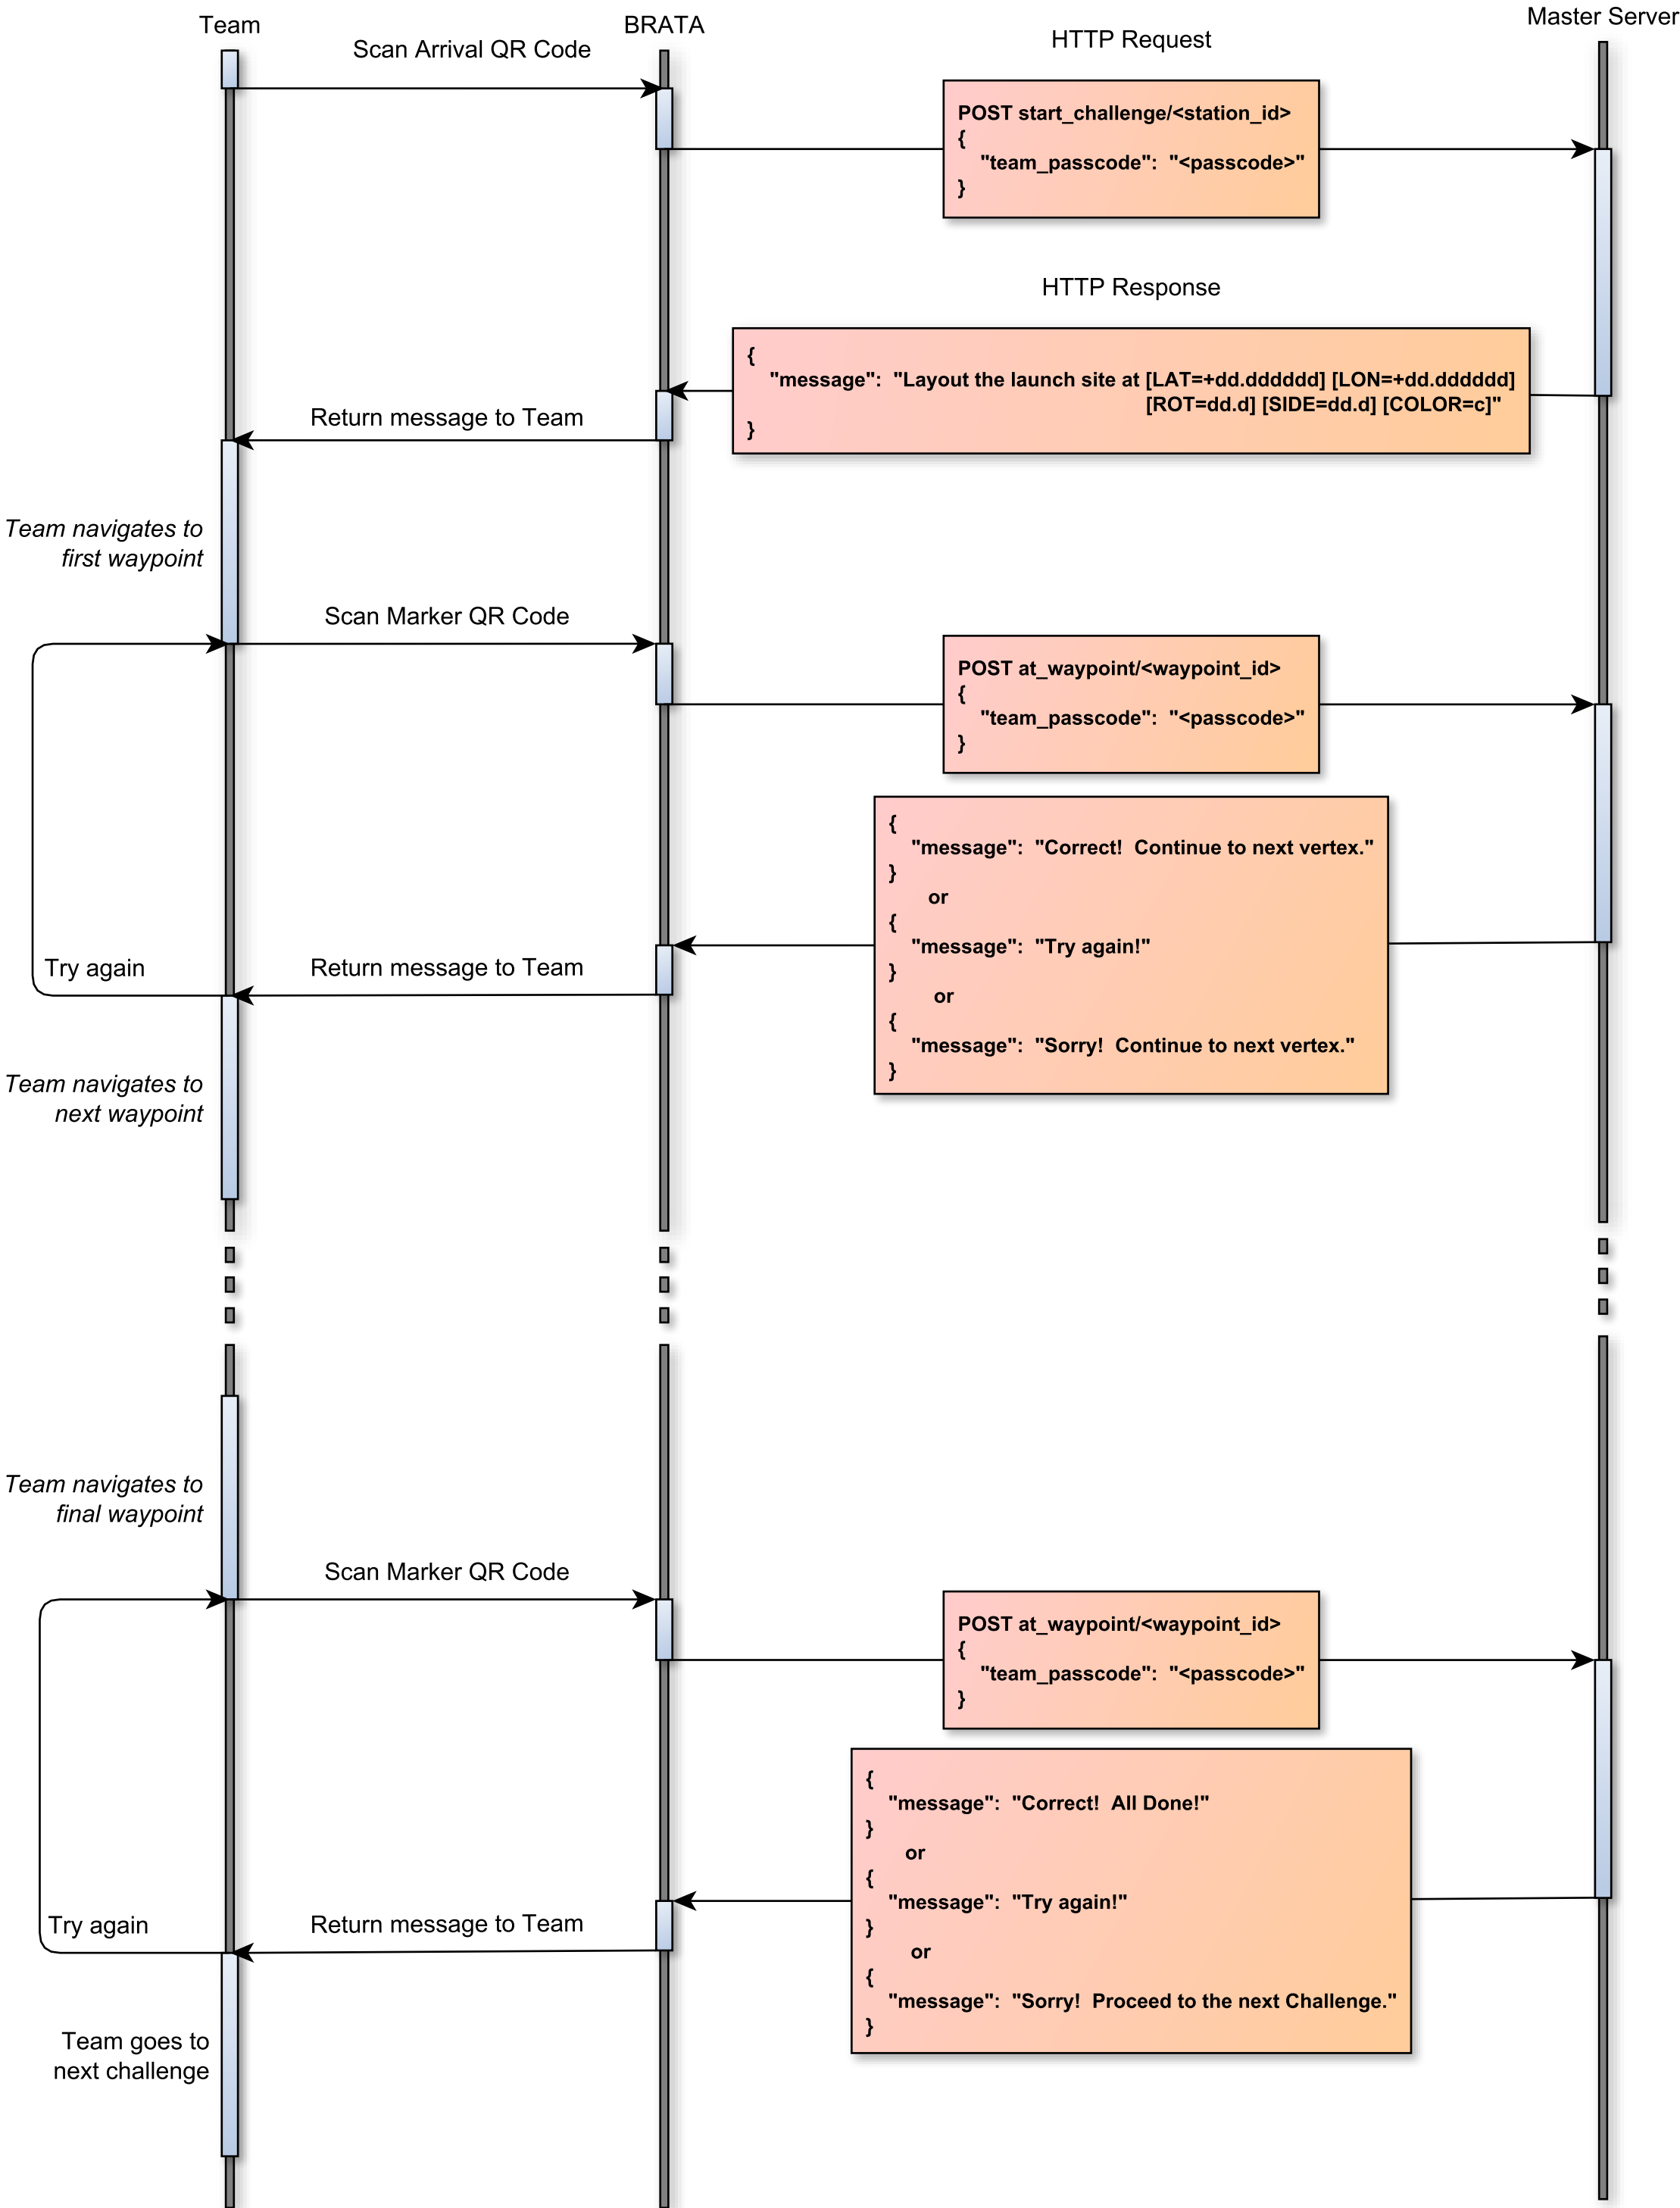 Team
BRATA
Master Server
Scan Arrival QR Code
HTTP Request
POST start_challenge/<station_id>
{
"team_passcode":  "<passcode>"
}
HTTP Response
{
"message":  "Layout the launch site at [LAT=+dd.dddddd] [LON=+dd.dddddd]
[ROT=dd.d] [SIDE=dd.d] [COLOR=c]"
}
Return message to Team
Team navigates to
first waypoint
Scan Marker QR Code
POST at_waypoint/<waypoint_id>
{
"team_passcode":  "<passcode>"
}
{
"message":  "Correct!  Continue to next vertex."
}
or
{
"message":  "Try again!"
}
or
{
"message":  "Sorry!  Continue to next vertex."
}
Try again
Return message to Team
Team navigates to
next waypoint
Team navigates to
final waypoint
Scan Marker QR Code
POST at_waypoint/<waypoint_id>
{
"team_passcode":  "<passcode>"
}
{
"message":  "Correct!  All Done!"
}
or
{
"message":  "Try again!"
}
or
{
"message":  "Sorry!  Proceed to the next Challenge."
}
Try again
Return message to Team
Team goes to
next challenge